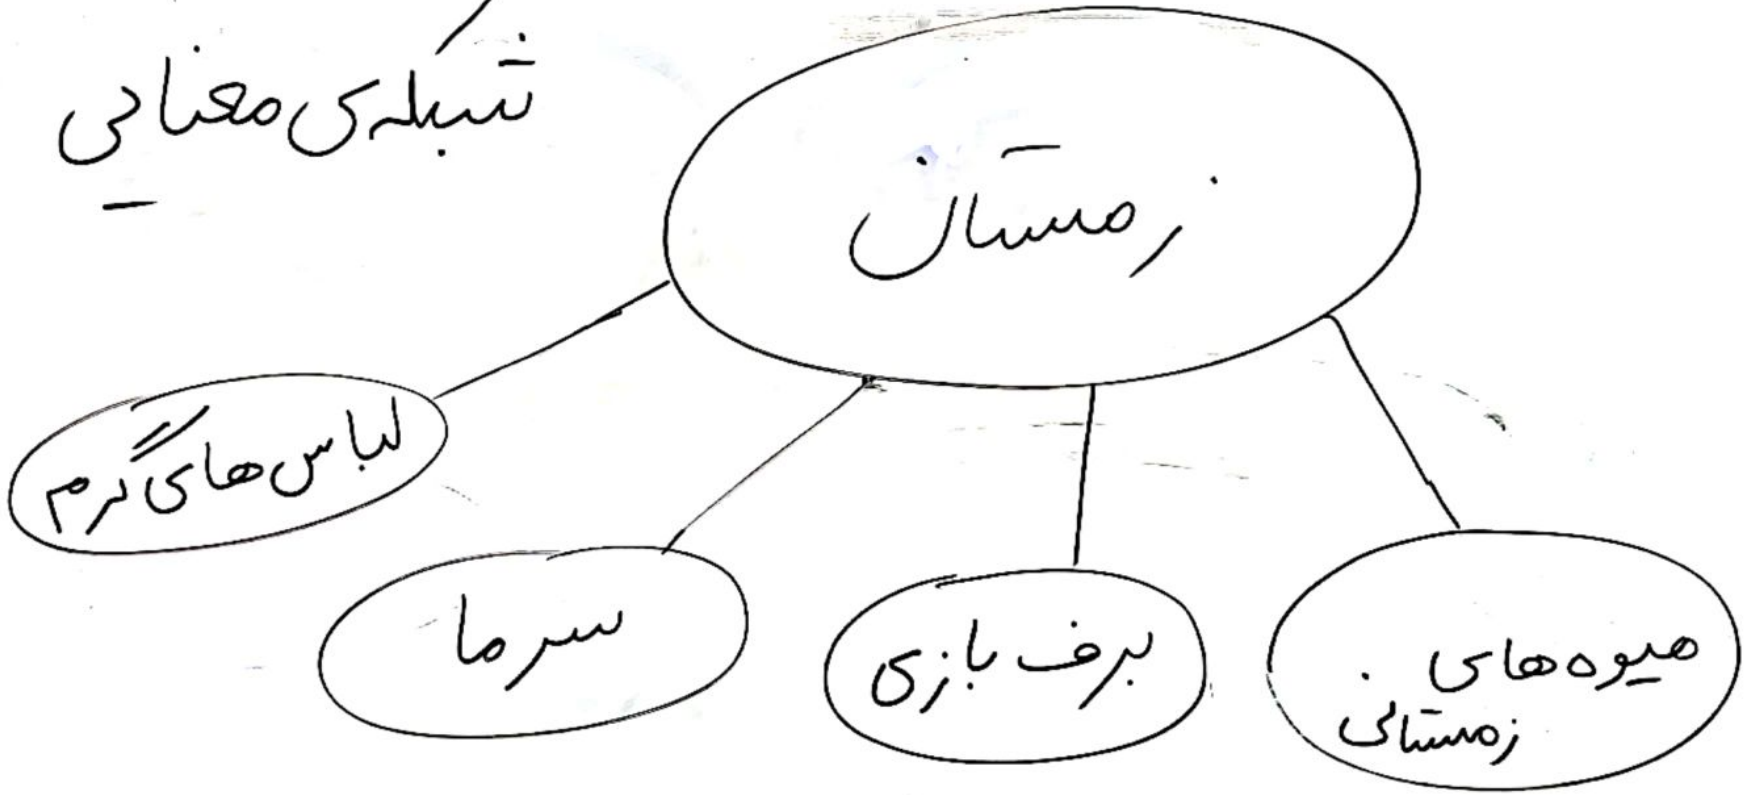 شبکه‌ی معنایی
زمستان
لباس های گرم
سرما
برف بازی
میوه های
زمستانی